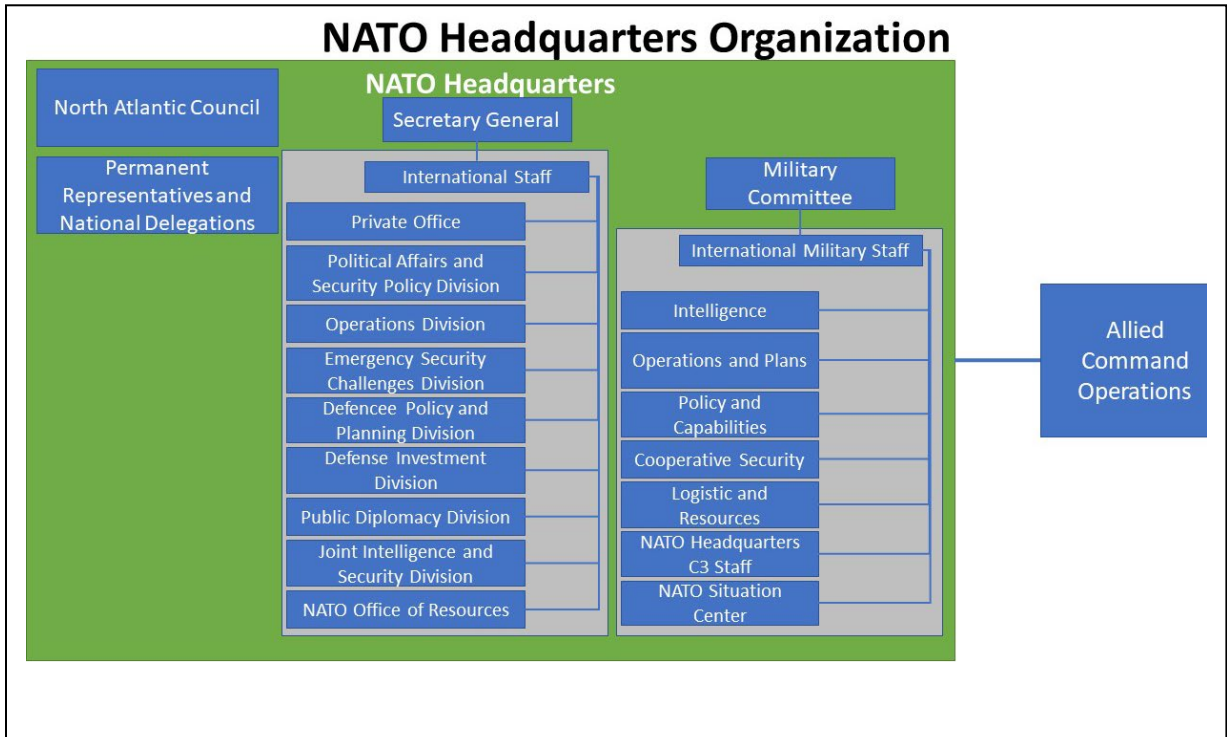 NATO Headquarters Organization
NATO Headquarters
North Atlantic Council
Permanent
Representatives and
National Delegations
Secretary General
International Staff
Private Office
Political Affairs and
Security Policy Division
Operations Division
Emergency Security
Challenges Division
Defencee Policy and
Planning Division
Defense Investment
Division
Public Diplomacy Division
Joint Intelligence and
Security Division
NATO Office of Resources
Military
Committee
International Military Staff
Intelligence
Operations and Plans
Policy and
Capabilities
Cooperative Security
Logistic and
Resources
NATO Headquarters
C3 Staff
NATO Situation
Center
Allied
Command
Operations